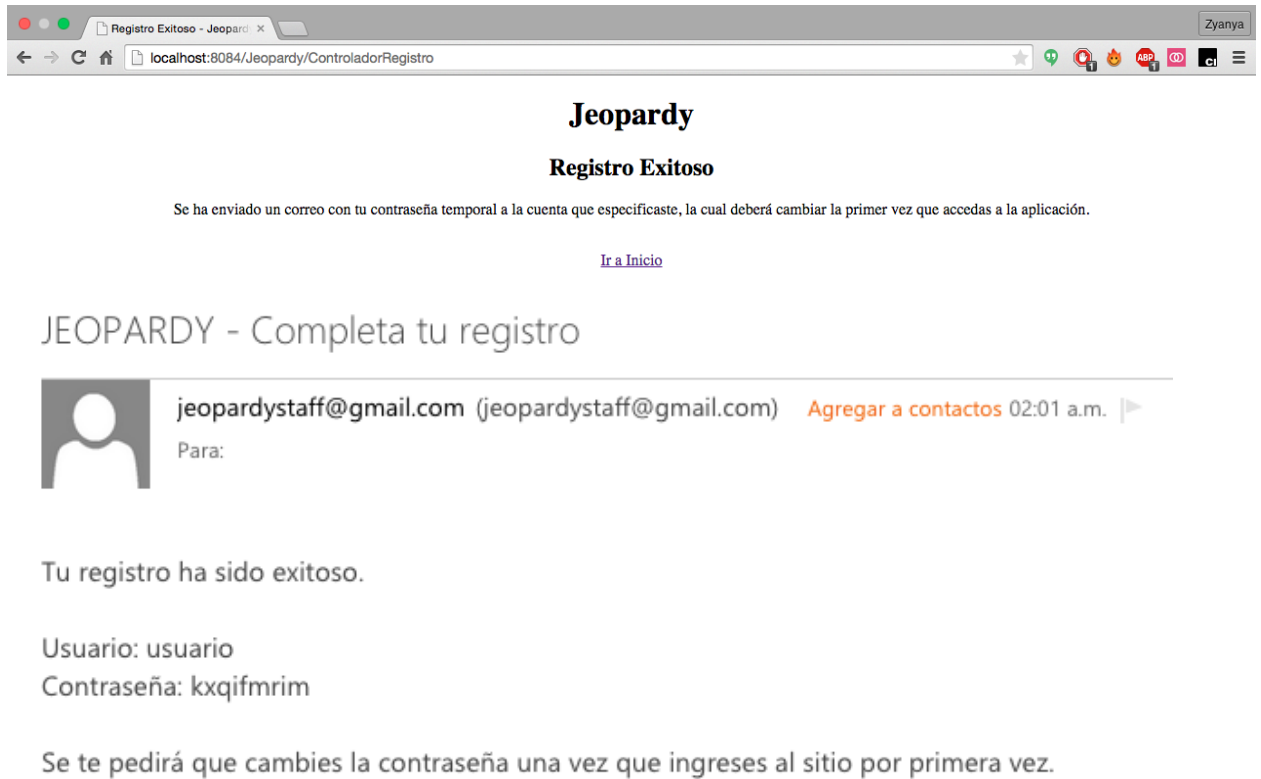 Registro Exitoso - Jeopard
Zyanya
localhost:8084/Jeopardy/ControladorRegistro
1
ABP
1
CI
Jeopardy
Registro Exitoso
Se ha enviado un correo con tu contraseña temporal a la cuenta que especificaste, la cual deberá cambiar la primer vez que accedas a la aplicación.
Ir a Inicio
JEOPARDY - Completa tu registro
jeopardystaff@gmail.com (jeopardystaff@gmail.com) Agregar a contactos 02:01 a.m.
Para:
Tu registro ha sido exitoso.
Usuario: usuario
Contraseña: kxqifmrim
Se te pedirá que cambies la contraseña una vez que ingreses al sitio por primera vez.